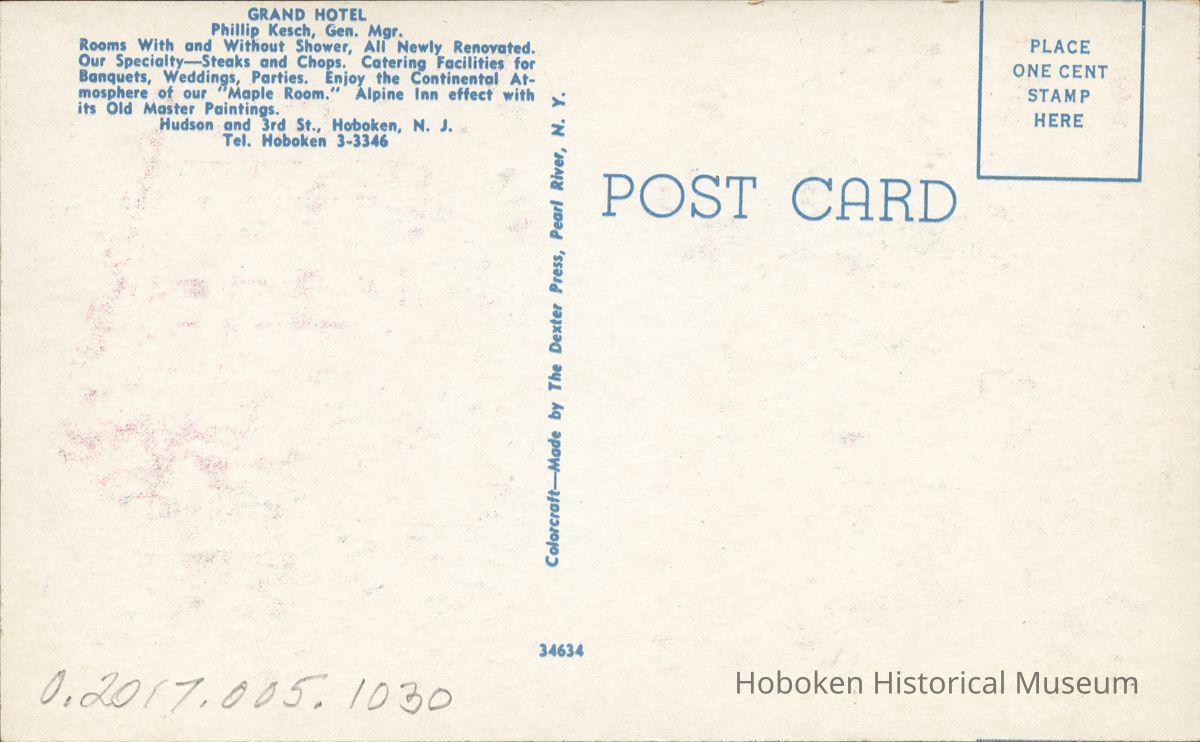 GRAND HOTEL
Phillip Kesch, Gen. Mgr.
Rooms With and Without Shower, All Newly Renovated.
Our Specialty—Steaks and Chops. Catering Facilities for
Banquets, Weddings, Parties. Enjoy the Continental At-
mosphere of our "Maple Room." Alpine Inn effect with
its Old Master Paintings.
Hudson and 3rd St., Hoboken, N. J.
Tel. Hoboken 3-3346
Colorcraft—Made by The Dexter Press, Pearl River, N. Y.
34634
POST CARD
PLACE
ONE CENT
STAMP
HERE
0.2017.005.1030
Hoboken Historical Museum